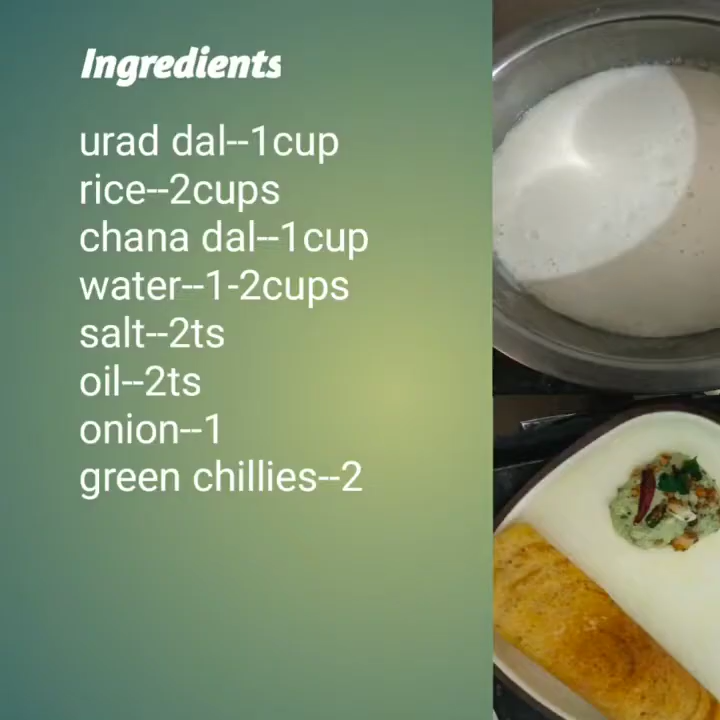 Ingredients
urad dal--1cup
rice--2cups
chana dal--1cup
water--1-2cups
salt--2ts
oil--2ts
onion--1
green chillies--2